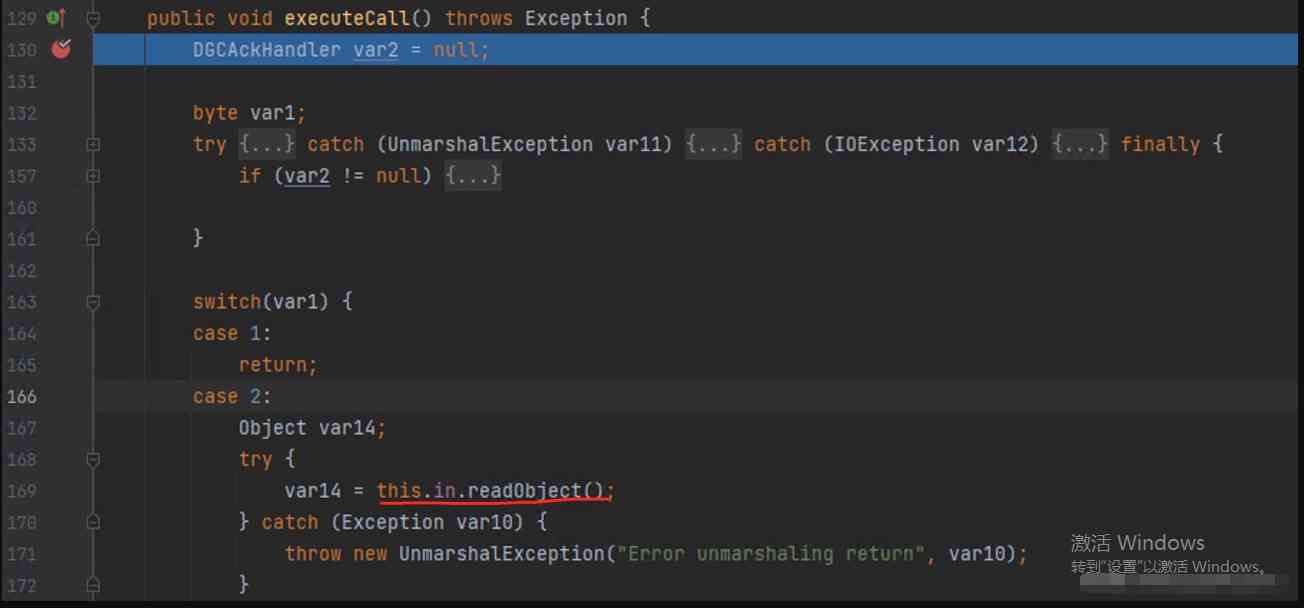 129 public void executeCall() throws Exception {
130 DGCAckHandler var2 = null;
131
132 byte var1;
133 try {...} catch (UnmarshalException var11) {...} catch (IOException var12) {...} finally {
157 if (var2 != null) {...}
160
161 }
162
163 switch(var1) {
164 case 1:
165 return;
166 case 2:
167 Object var14;
168 try {
169 var14 = this.in.readObject();
170 } catch (Exception var10) {
171 throw new UnmarshalException("Error unmarshaling return", var10);
172 }
激活 Windows
转到"设置"以激活 Windows。